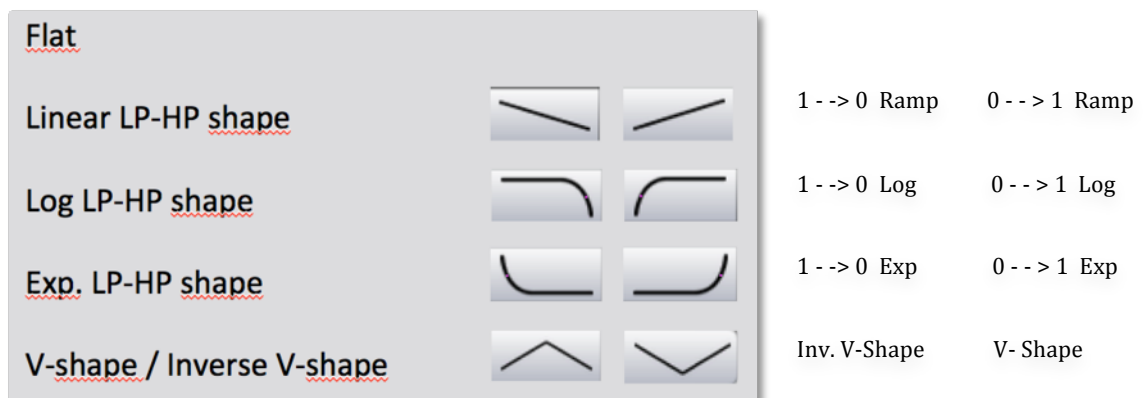 Flat
Linear LP-HP shape
1 - -> 0 Ramp 0 - - > 1 Ramp
Log LP-HP shape
1 - -> 0 Log 0 - - > 1 Log
Exp. LP-HP shape
1 - -> 0 Exp 0 - - > 1 Exp
V-shape / Inverse V-shape
Inv. V-Shape V- Shape